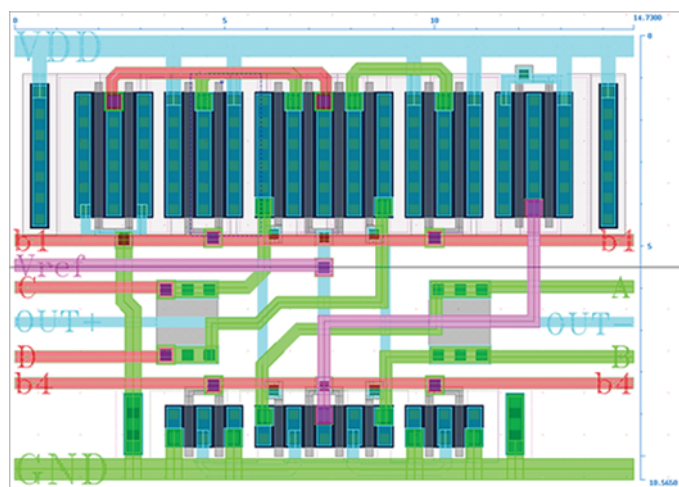 0 5 10 14.7300
VDD 0
b1 b1
5
Vref
C A
OUT+ OUT-
D B
b4 b4
GND
10.5650